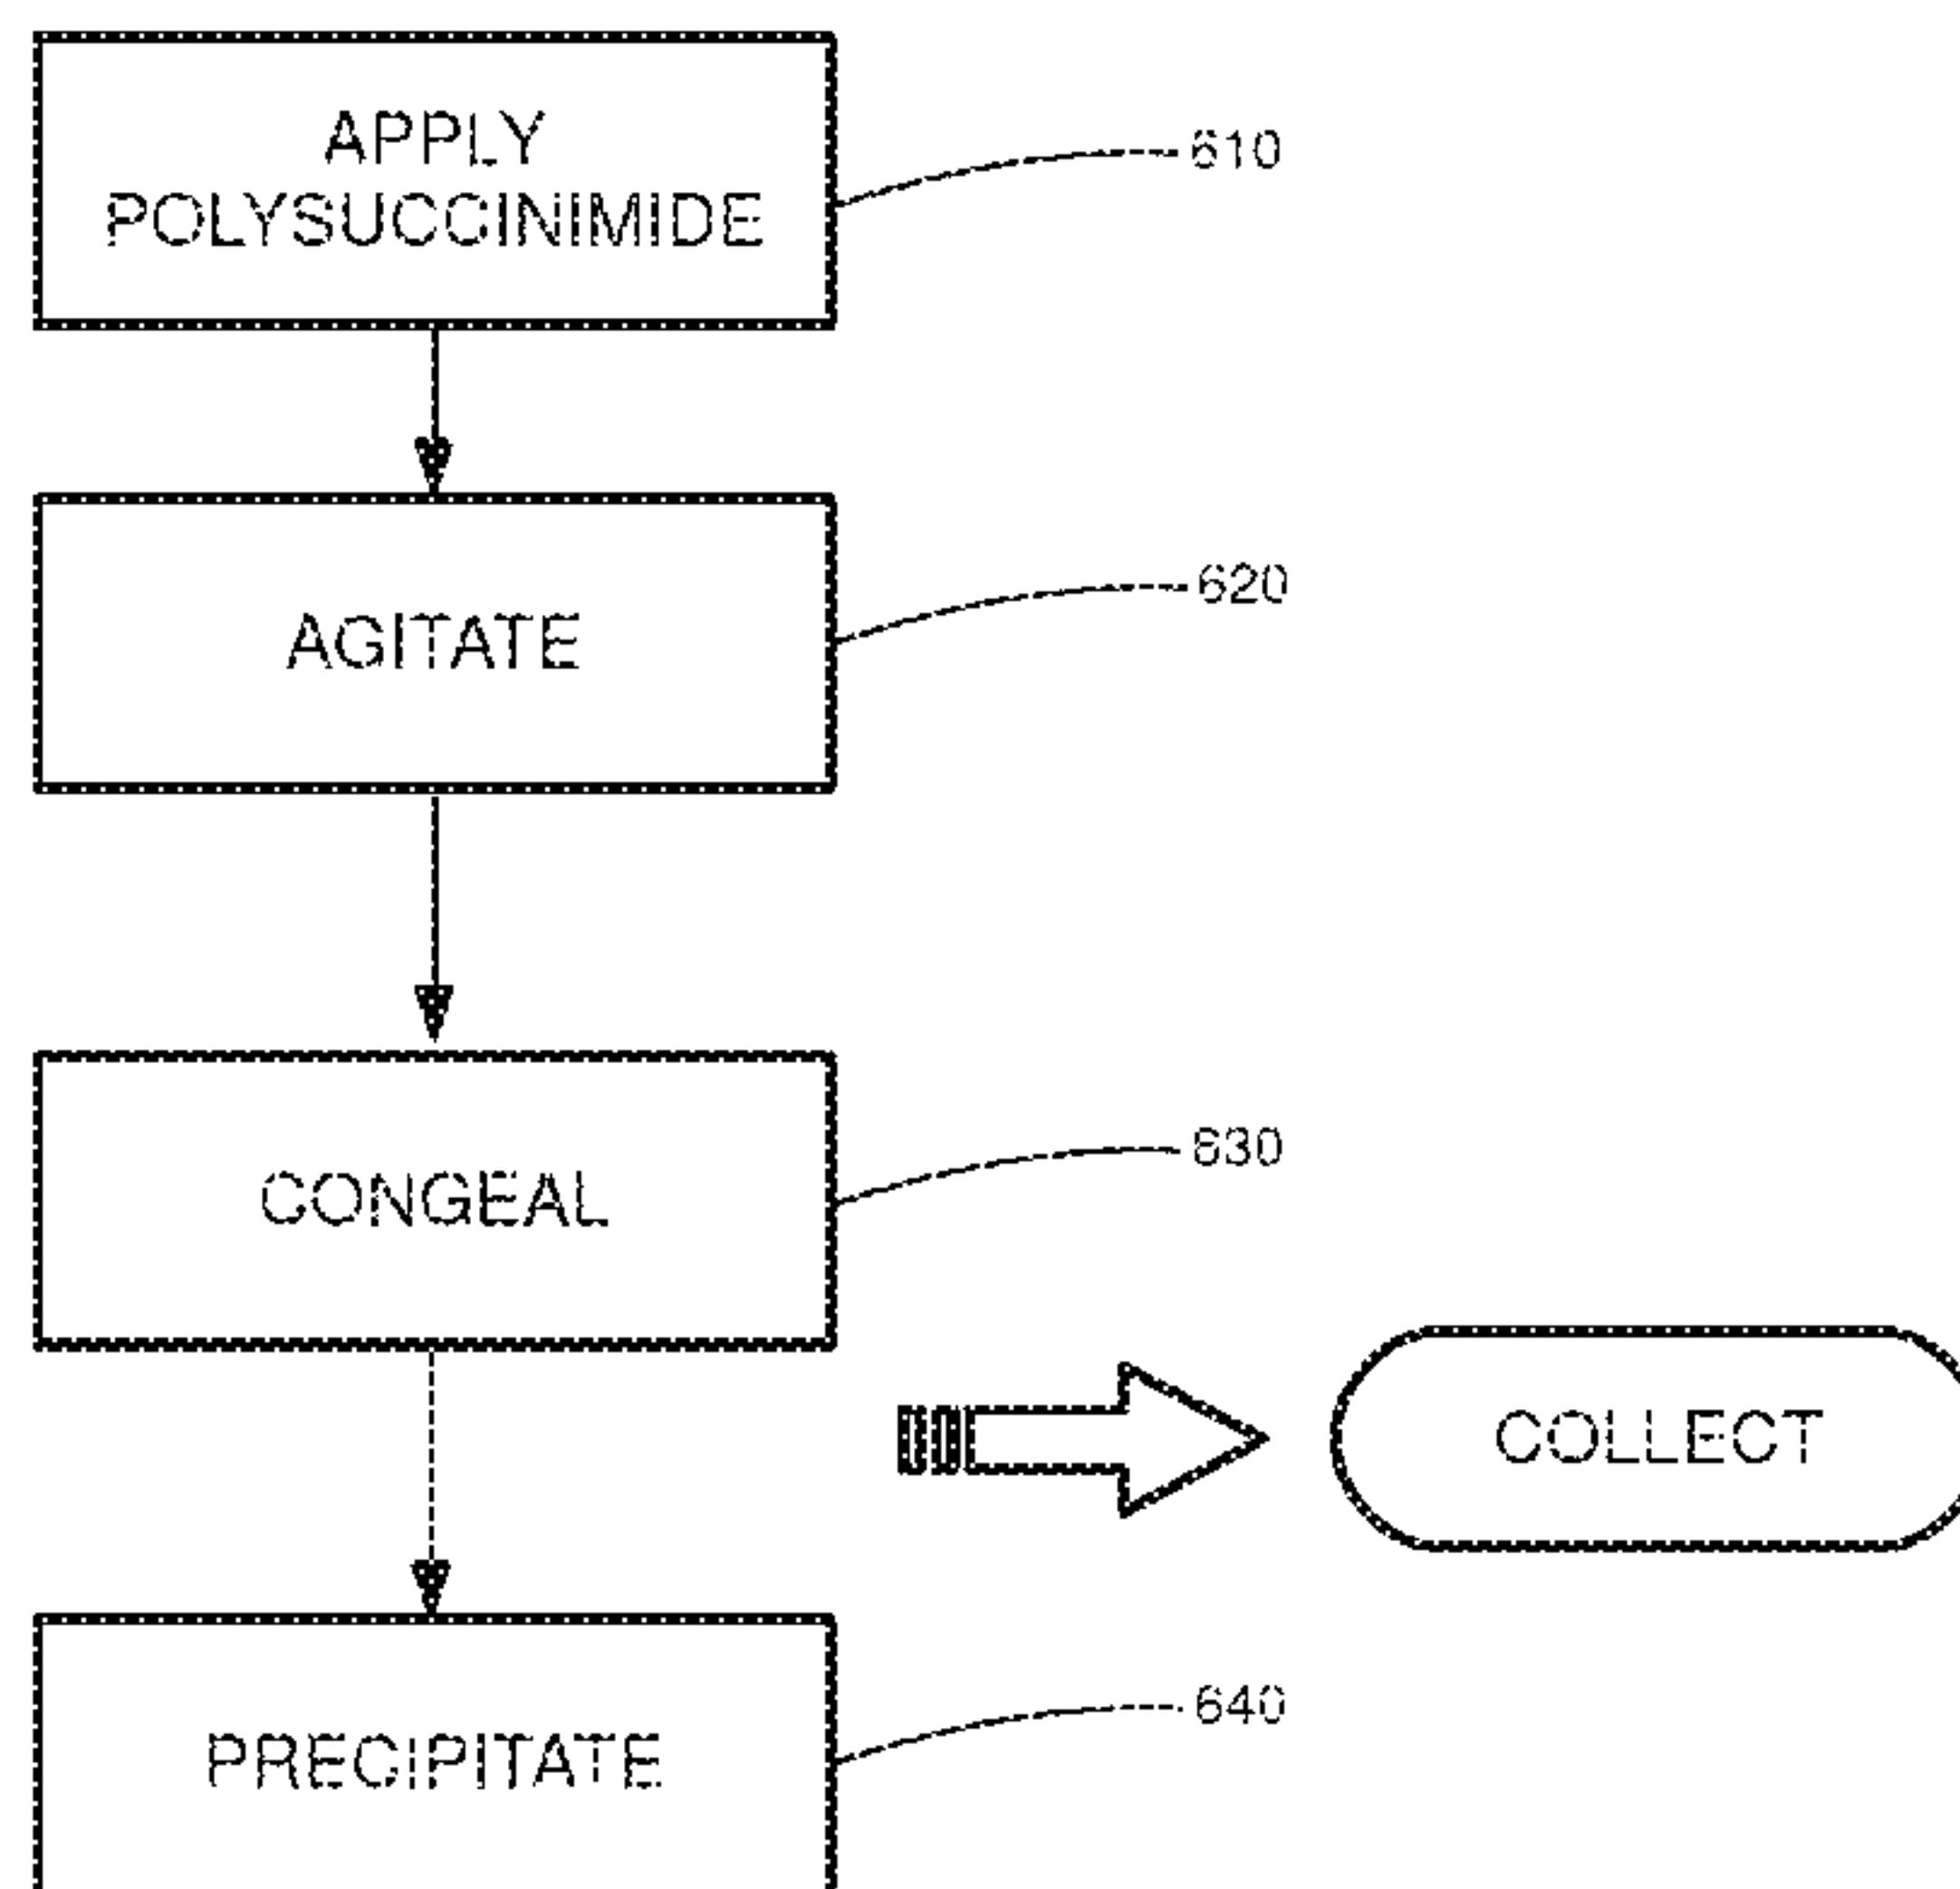 APPLY
POLYSUCCINIMIDE
610
AGITATE
620
CONGEAL
630
COLLECT
PRECIPITATE
640